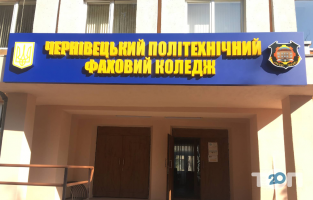 ЧЕРНІВЕЦЬКИЙ ПОЛІТЕХНІЧНИЙ
ФАХОВИЙ КОЛЕДЖ